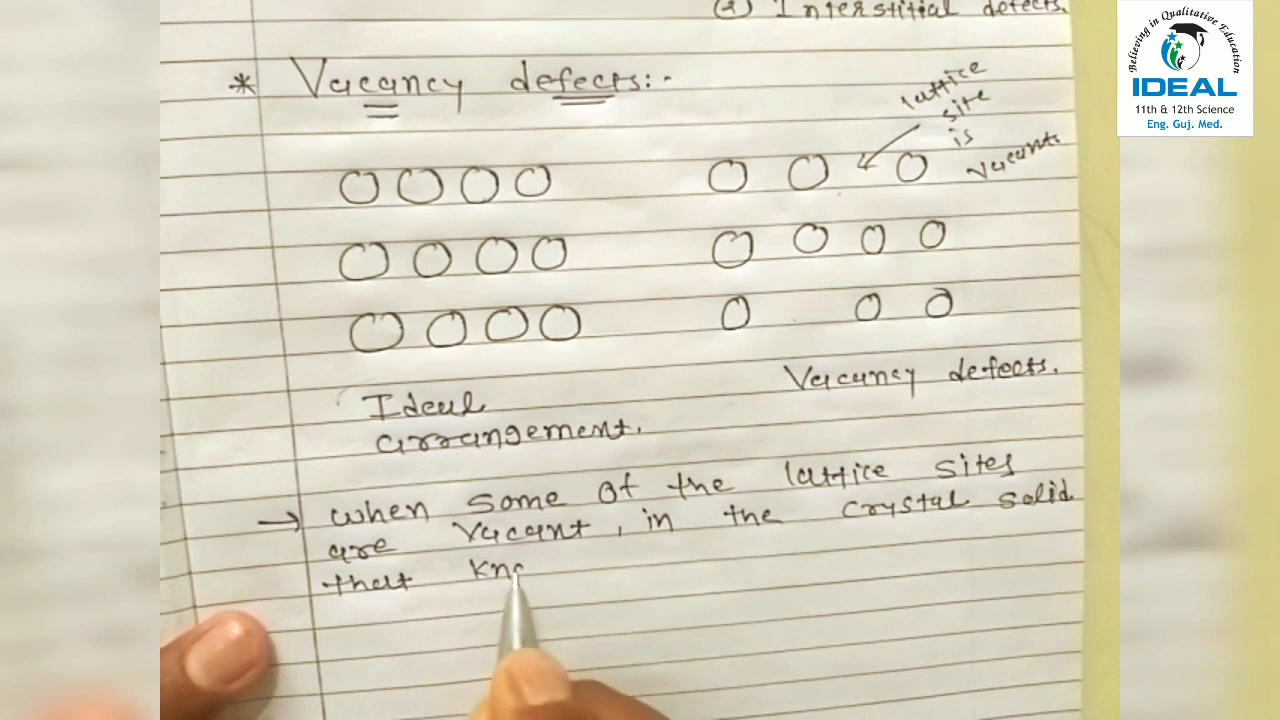 (2) Interstitial defects.
* Vacancy defects:-
lattice
site
is
vacant.
Ideal
arrangement.
Vacancy defects.
→ when some of the lattice sites
are vacant, in the crystal solid
that kno
Believing in Qualitative Education
IDEAL
11th & 12th Science
Eng. Guj. Med.